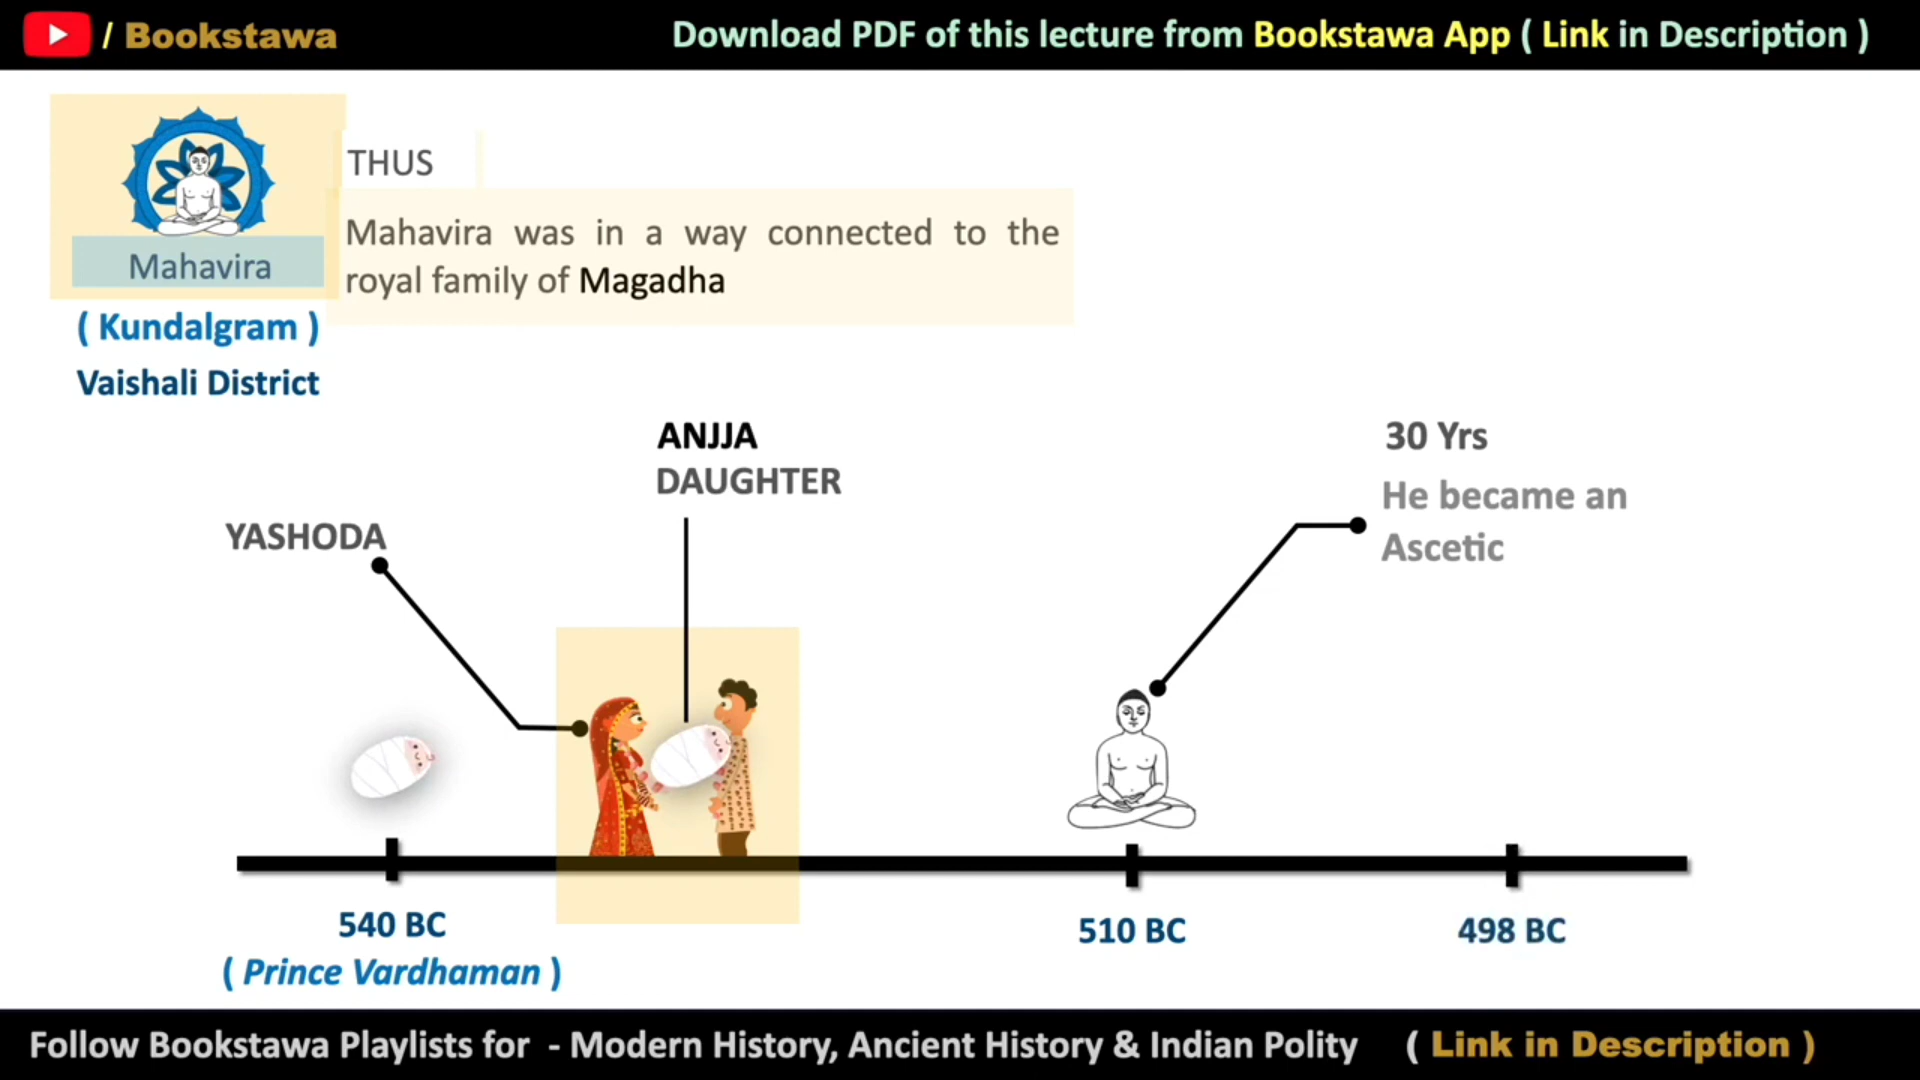 / Bookstawa
Download PDF of this lecture from Bookstawa App ( Link in Description )
THUS
Mahavira was in a way connected to the
royal family of Magadha
Mahavira
( Kundalgram )
Vaishali District
ANJJA
DAUGHTER
YASHODA
30 Yrs
He became an
Ascetic
540 BC
( Prince Vardhaman )
510 BC
498 BC
Follow Bookstawa Playlists for - Modern History, Ancient History & Indian Polity ( Link in Description )